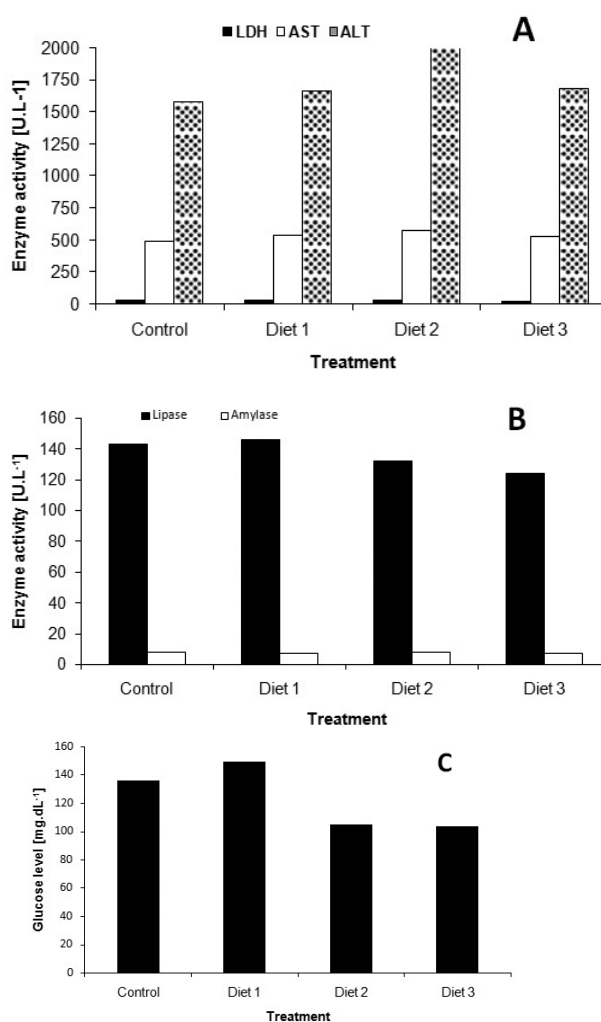 LDH AST ALT
A
2000
1750
1500
1250
1000
750
500
250
0
Enzyme activity [U.L-1]
Control Diet 1 Diet 2 Diet 3
Treatment
Lipase Amylase
B
160
140
120
100
80
60
40
20
0
Enzyme activity [U.L-1]
Control Diet 1 Diet 2 Diet 3
Treatment
C
160
140
120
100
80
60
40
20
0
Glucose level [mg.dL-1]
Control Diet 1 Diet 2 Diet 3
Treatment